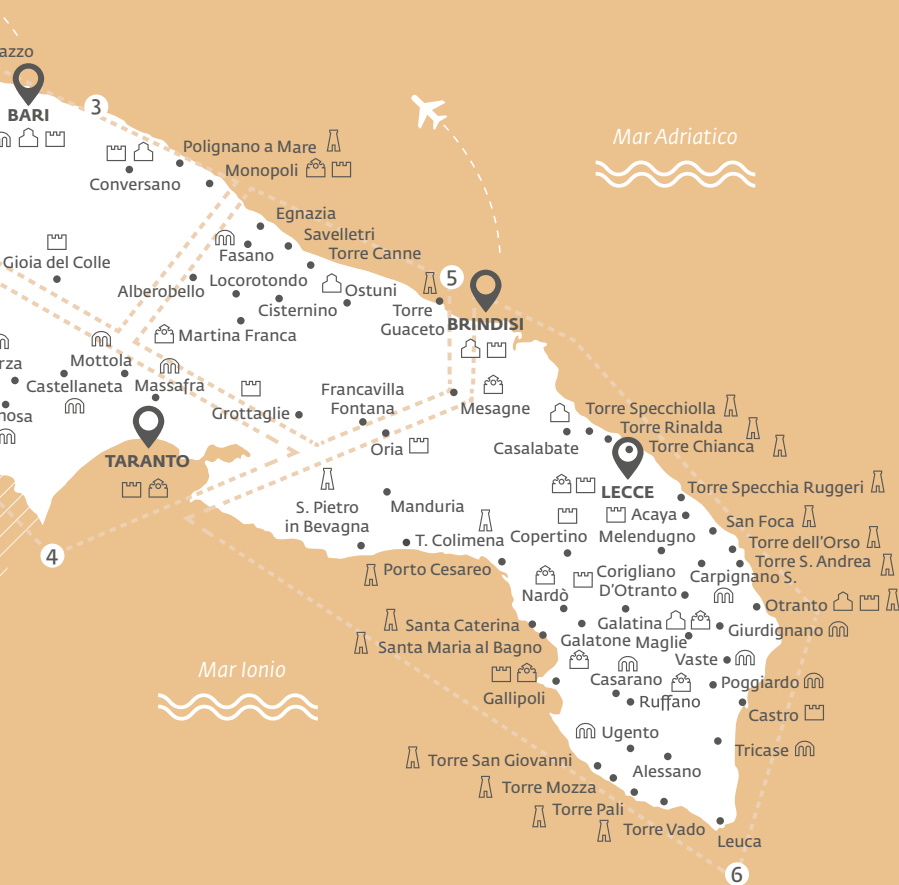 azzo
BARI
3
Mar Adriatico
Polignano a Mare
Monopoli
Conversano
Egnazia
Savelletri
Fasano
Torre Canne
Gioia del Colle
Alberobello
Locorotondo
Ostuni
Cisternino
5
Torre
Guaceto
BRINDISI
Martina Franca
rza
Mottola
Castellaneta
Massafra
nosa
Grottaglie
Francavilla
Fontana
Mesagne
Oria
TARANTO
Casalabate
Torre Specchiolla
Torre Rinalda
Torre Chianca
LECCE
Torre Specchia Ruggeri
Manduria
S. Pietro
in Bevagna
T. Colimena
Copertino
Acaya
Melendugno
San Foca
Torre dell'Orso
Torre S. Andrea
4
Porto Cesareo
Nardò
Corigliano
D'Otranto
Carpignano S.
Otranto
Santa Caterina
Santa Maria al Bagno
Galatina
Galatone
Maglie
Giurdignano
Vaste
Mar Ionio
Gallipoli
Casarano
Ruffano
Poggiardo
Castro
Ugento
Tricase
Torre San Giovanni
Alessano
Torre Mozza
Torre Pali
Torre Vado
Leuca
6